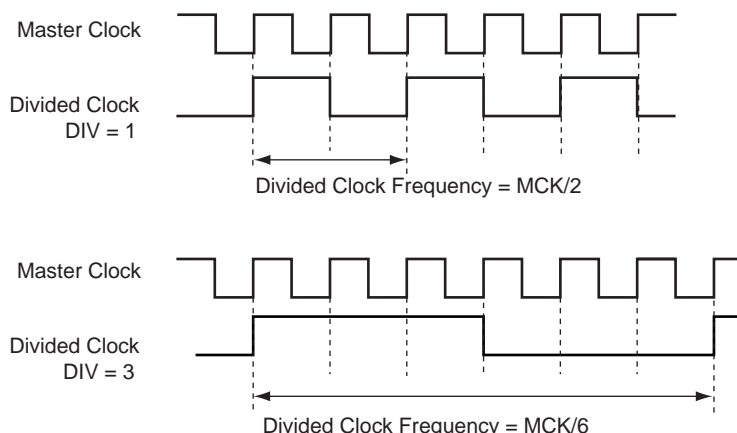 Master Clock
Divided Clock
DIV = 1
Divided Clock Frequency = MCK/2
Master Clock
Divided Clock
DIV = 3
Divided Clock Frequency = MCK/6